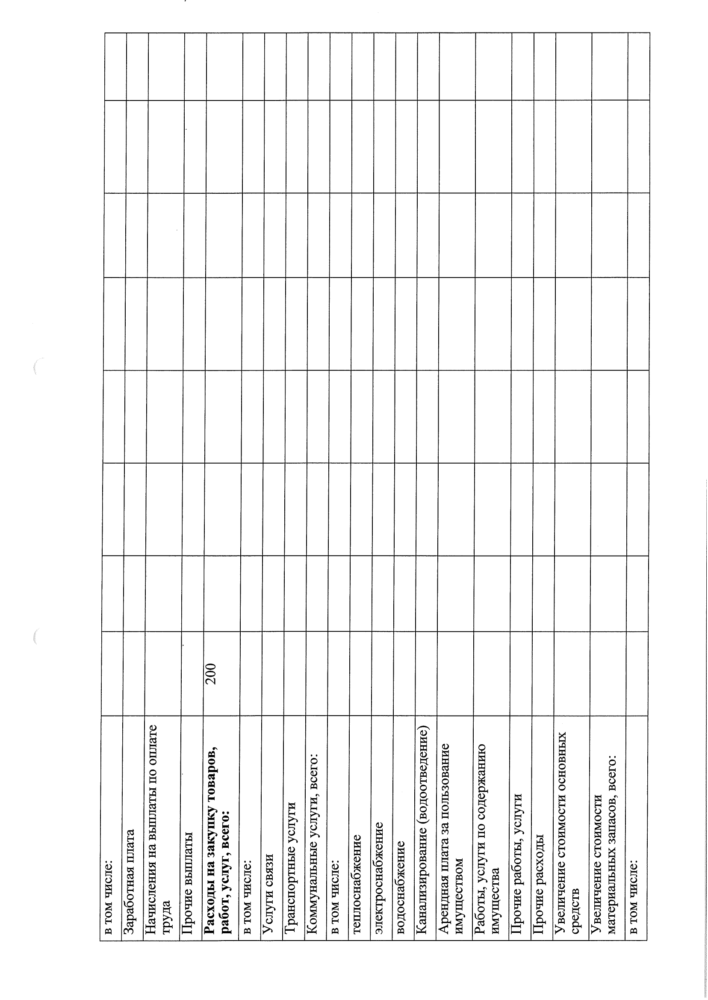 в том числе:
Заработная плата
Начисления на выплаты по оплате
труда
Прочие выплаты
Расходы на закупку товаров,
работ, услуг, всего:
200
в том числе:
Услуги связи
Транспортные услуги
Коммунальные услуги, всего:
в том числе:
теплоснабжение
электроснабжение
водоснабжение
Канализирование (водоотведение)
Арендная плата за пользование
имуществом
Работы, услуги по содержанию
имущества
Прочие работы, услуги
Прочие расходы
Увеличение стоимости основных
средств
Увеличение стоимости
материальных запасов, всего:
в том числе: